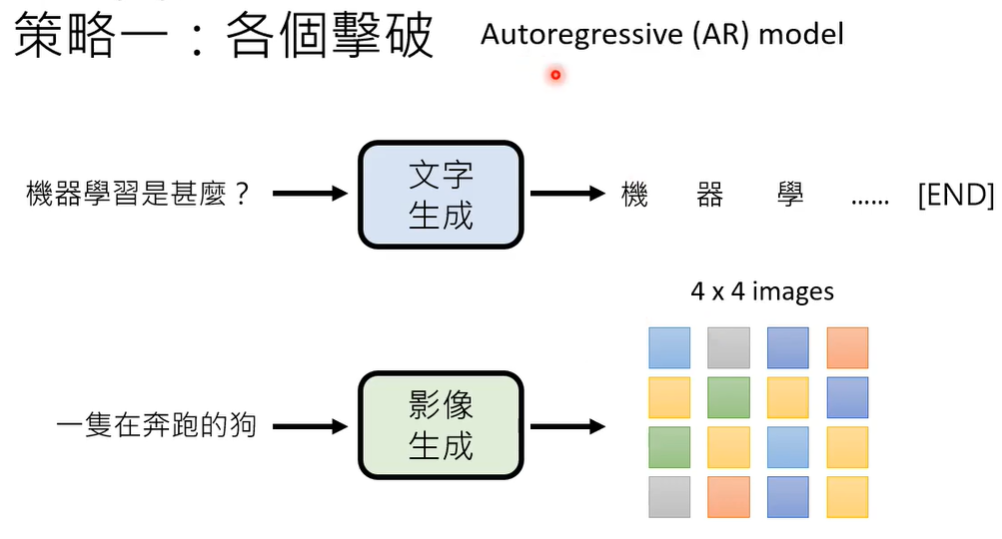 策略一：各個擊破 Autoregressive (AR) model
機器學習是甚麼？
文字
生成
機 器 學 …… [END]
4 x 4 images
一隻在奔跑的狗
影像
生成